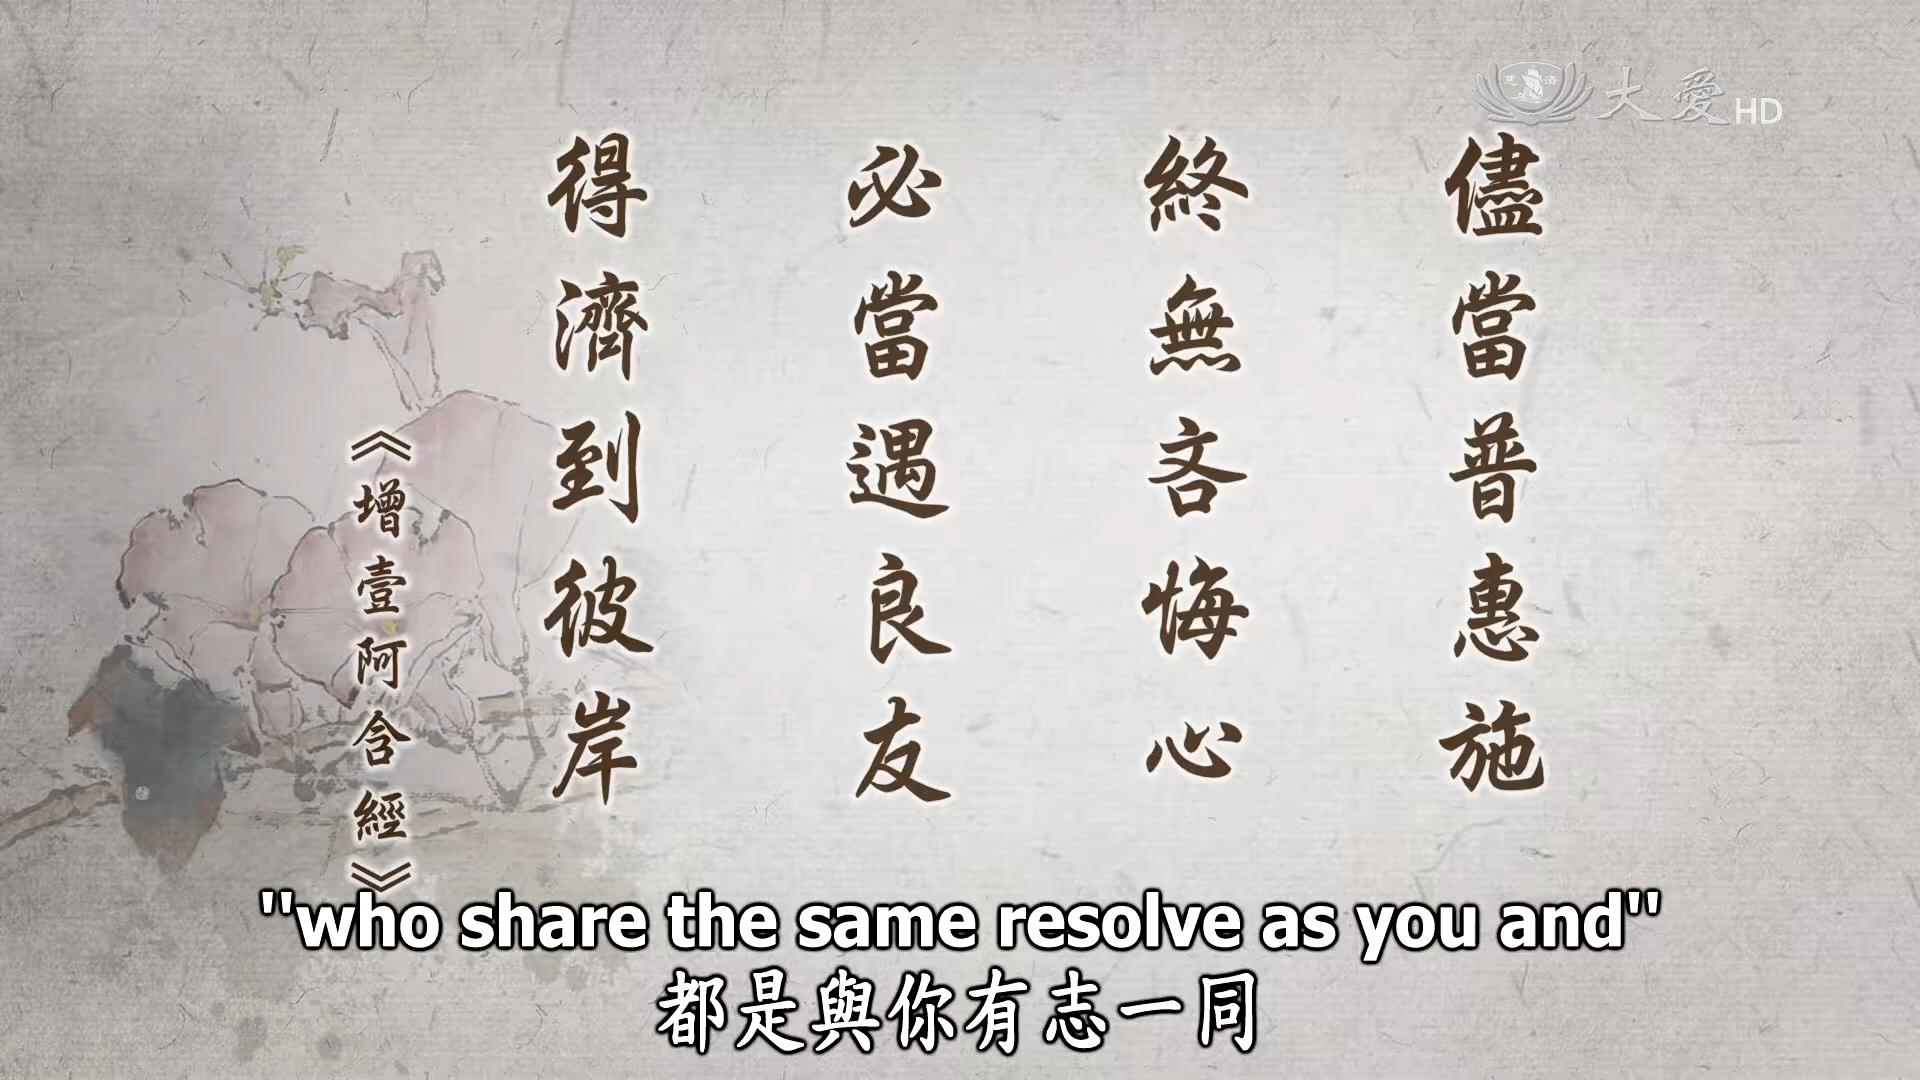 大愛HD
儘當普惠施
終無吝悔心
必當遇良友
得濟到彼岸
《增壹阿含經》
"who share the same resolve as you and"
都是與你有志一同